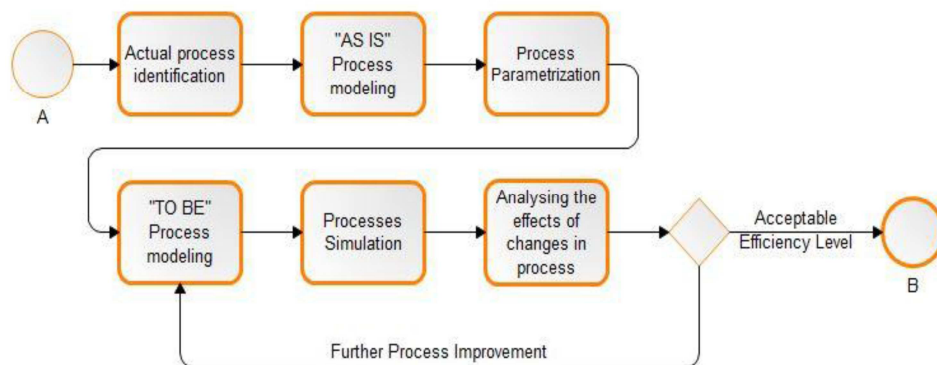 Actual process
identification
"AS IS"
Process
modeling
Process
Parametrization
A
"TO BE"
Process
modeling
Processes
Simulation
Analysing the
effects of
changes in
process
Acceptable
Efficiency Level
B
Further Process Improvement